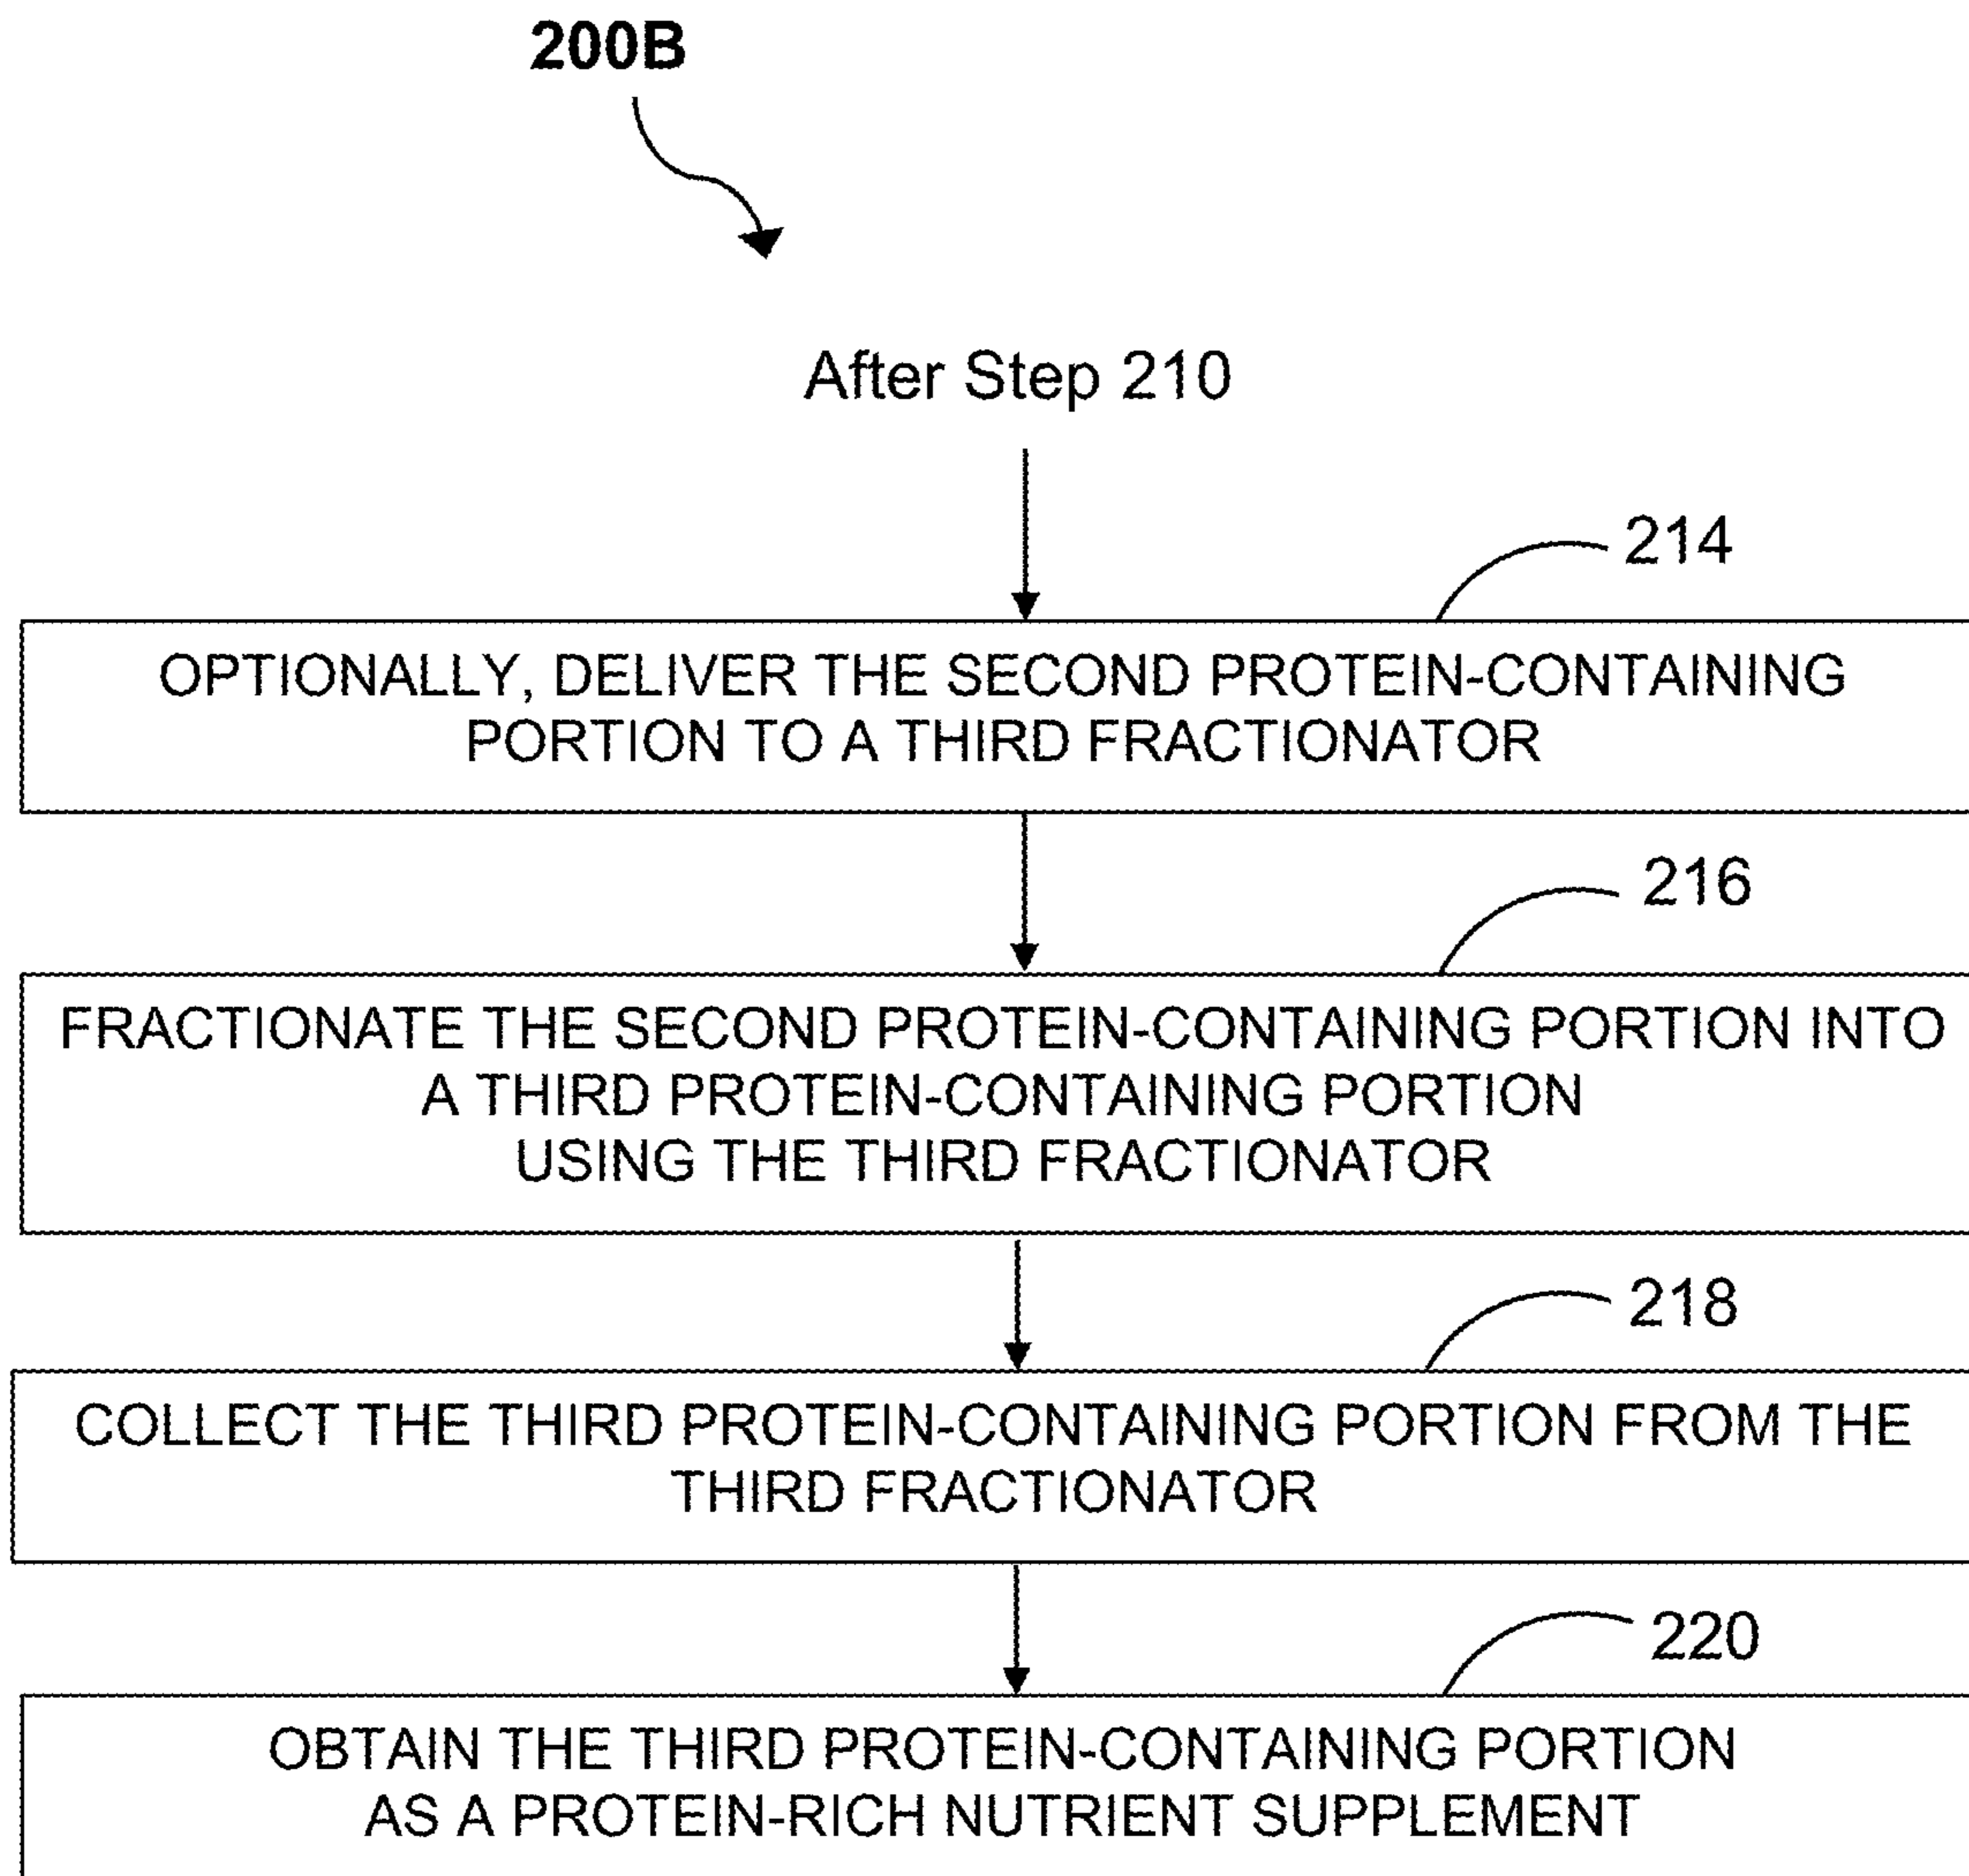 200B
After Step 210
214
OPTIONALLY, DELIVER THE SECOND PROTEIN-CONTAINING
PORTION TO A THIRD FRACTIONATOR
216
FRACTIONATE THE SECOND PROTEIN-CONTAINING PORTION INTO
A THIRD PROTEIN-CONTAINING PORTION
USING THE THIRD FRACTIONATOR
218
COLLECT THE THIRD PROTEIN-CONTAINING PORTION FROM THE
THIRD FRACTIONATOR
220
OBTAIN THE THIRD PROTEIN-CONTAINING PORTION
AS A PROTEIN-RICH NUTRIENT SUPPLEMENT